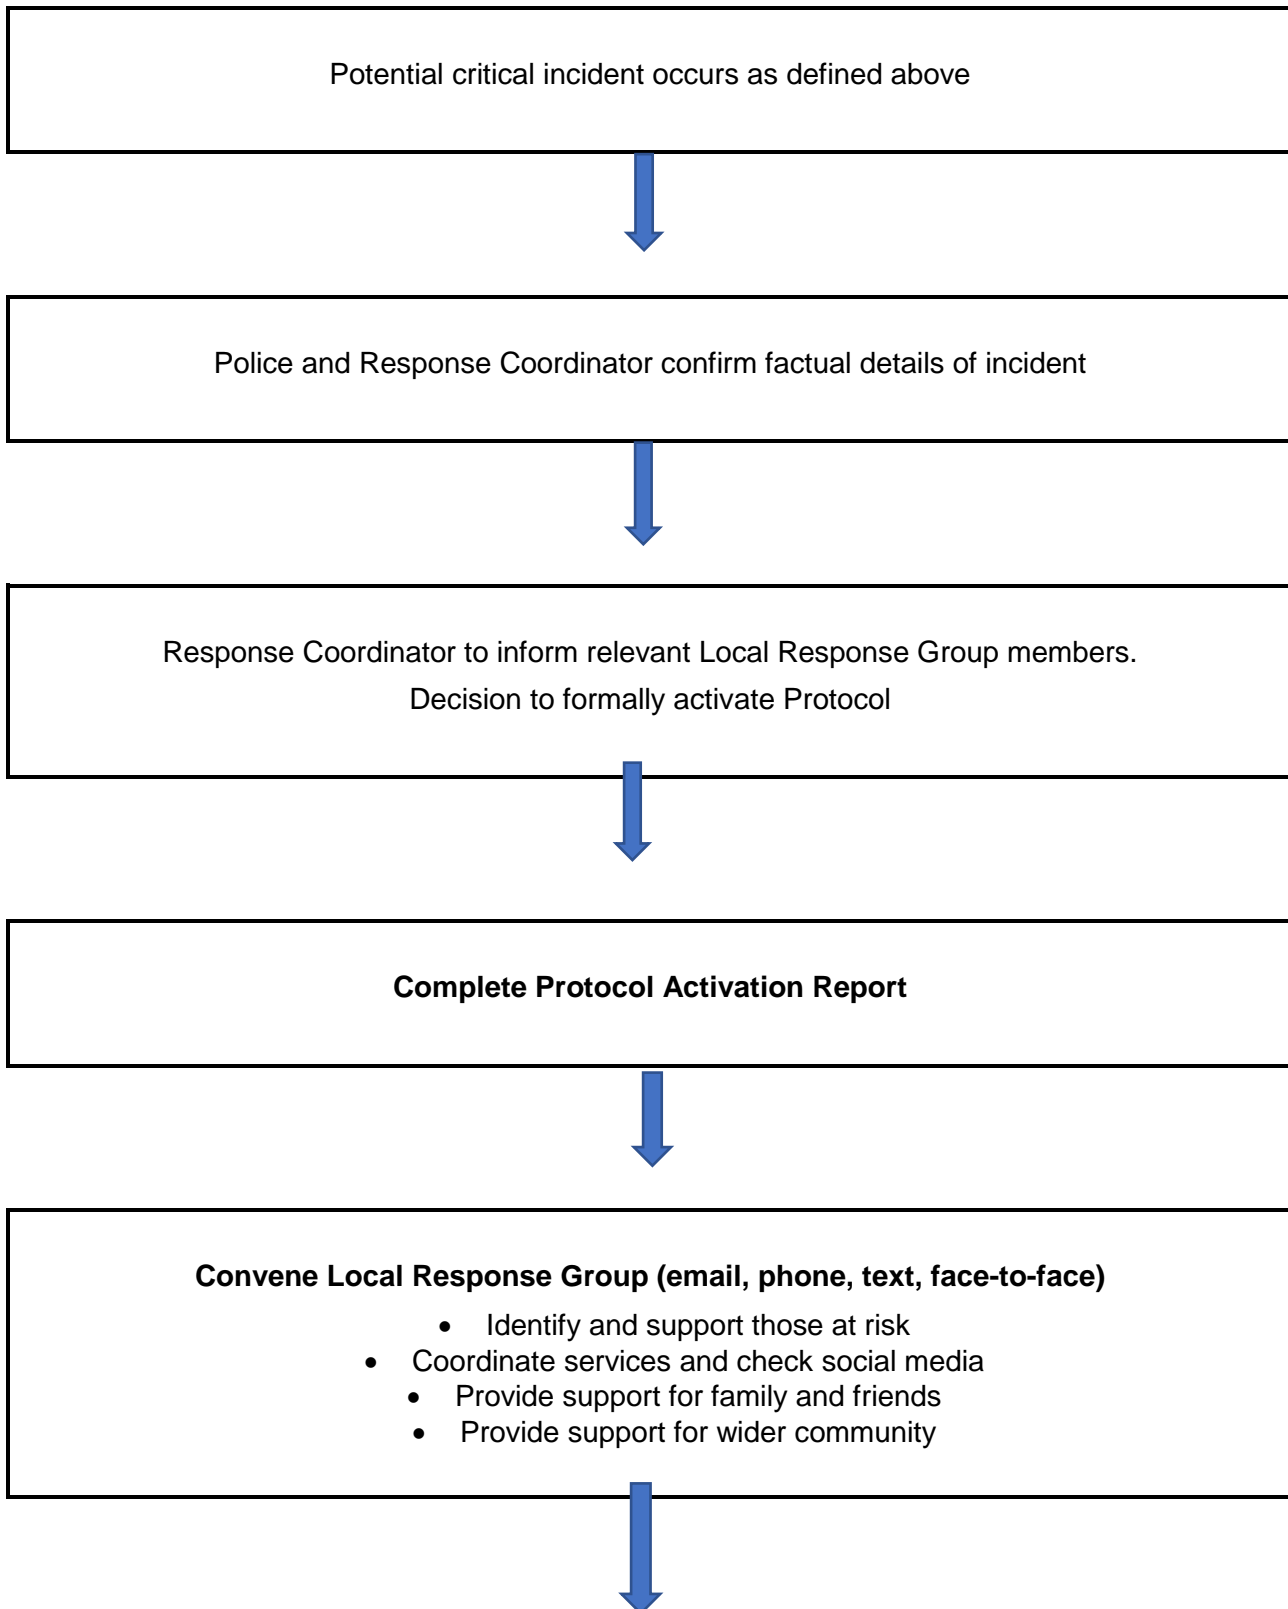 Potential critical incident occurs as defined above
Police and Response Coordinator confirm factual details of incident
Response Coordinator to inform relevant Local Response Group members.
Decision to formally activate Protocol
Complete Protocol Activation Report
Convene Local Response Group (email, phone, text, face-to-face)
• Identify and support those at risk
• Coordinate services and check social media
• Provide support for family and friends
• Provide support for wider community